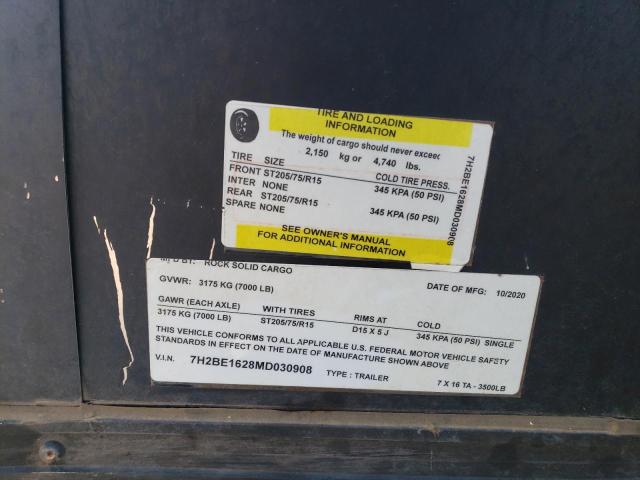 TIRE AND LOADING
INFORMATION
The weight of cargo should never exceed
2,150 kg or 4,740 lbs.
TIRE SIZE COLD TIRE PRESS.
FRONT ST205/75/R15 345 KPA (50 PSI)
INTER NONE
REAR ST205/75/R15 345 KPA (50 PSI)
SPARE NONE
SEE OWNER'S MANUAL
FOR ADDITIONAL INFORMATION
7H2BE1628MD030908
MFD BY: ROCK SOLID CARGO
GVWR: 3175 KG (7000 LB) DATE OF MFG: 10/2020
GAWR (EACH AXLE) WITH TIRES RIMS AT COLD
3175 KG (7000 LB) ST205/75/R15 D15 X 5 J 345 KPA (50 PSI) SINGLE
THIS VEHICLE CONFORMS TO ALL APPLICABLE U.S. FEDERAL MOTOR VEHICLE SAFETY
STANDARDS IN EFFECT ON THE DATE OF MANUFACTURE SHOWN ABOVE
V.I.N. 7H2BE1628MD030908 TYPE : TRAILER 7 X 16 TA - 3500LB